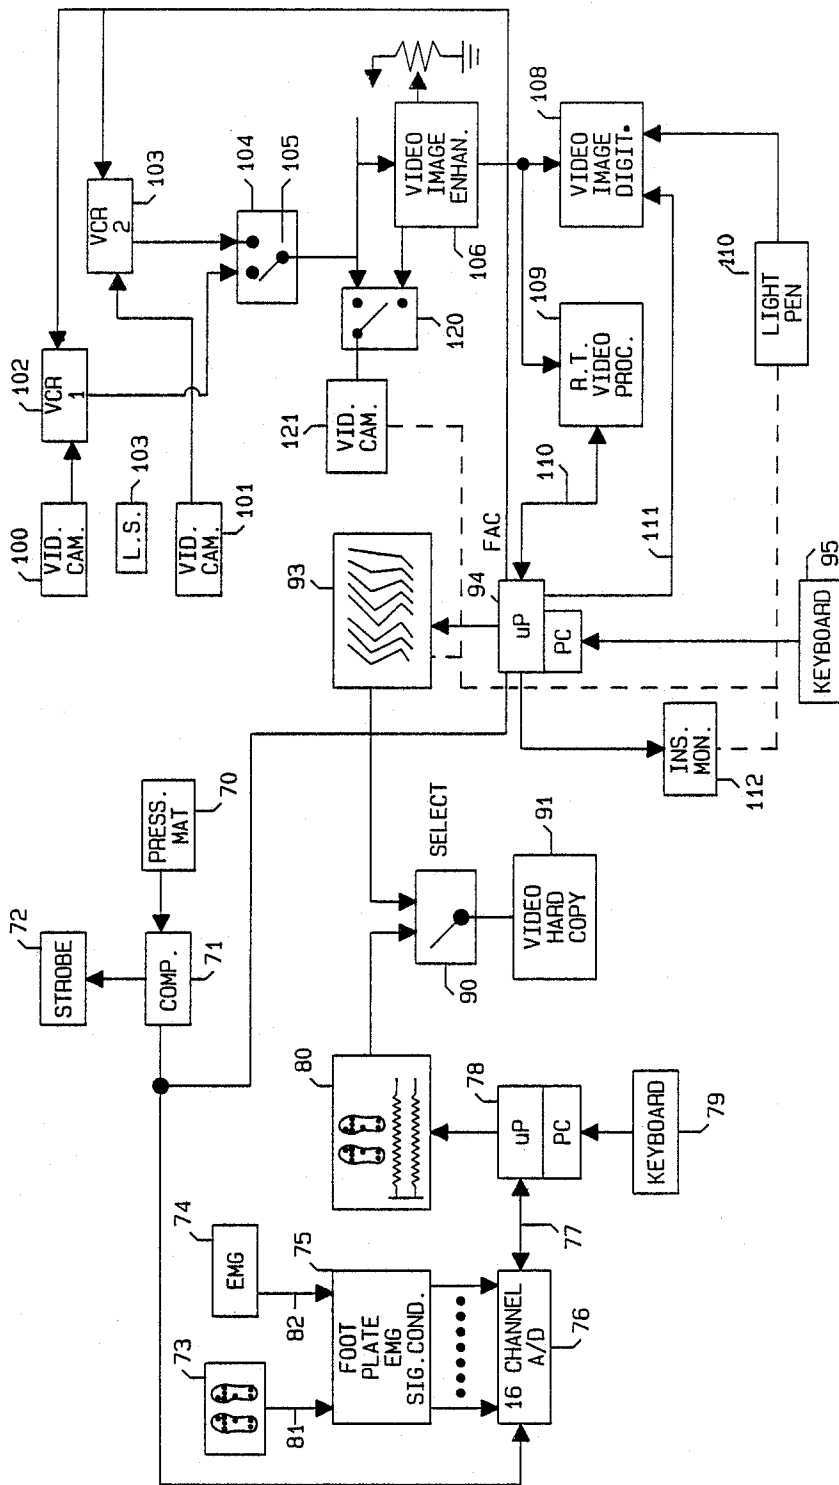 100
VID.
CAM.
L.S.
103
VID.
CAM.
101
102
VCR
1
VCR
2
103
104
105
121
VID.
CAM.
120
VIDEO
IMAGE
ENHAN.
106
93
FAC
94
uP
PC
110
109
R.T.
VIDEO
PROC.
108
VIDEO
IMAGE
DIGIT.
111
110
LIGHT
PEN
KEYBOARD
95
INS.
MON.
112
72
STROBE
COMP.
71
PRESS.
MAT
70
SELECT
90
91
VIDEO
HARD
COPY
73
81
74
EMG
82
75
FOOT
PLATE
EMG
SIG.COND.
16 CHANNEL
A/D
76
77
80
78
uP
PC
KEYBOARD
79